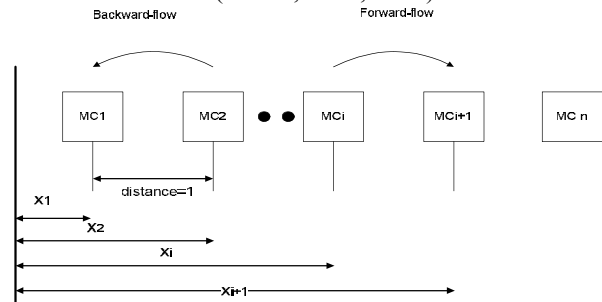 Backward-flow Forward-flow
MC1 MC2 MCi MCi+1 MC n
distance=1
X1
X2
Xi
Xi+1